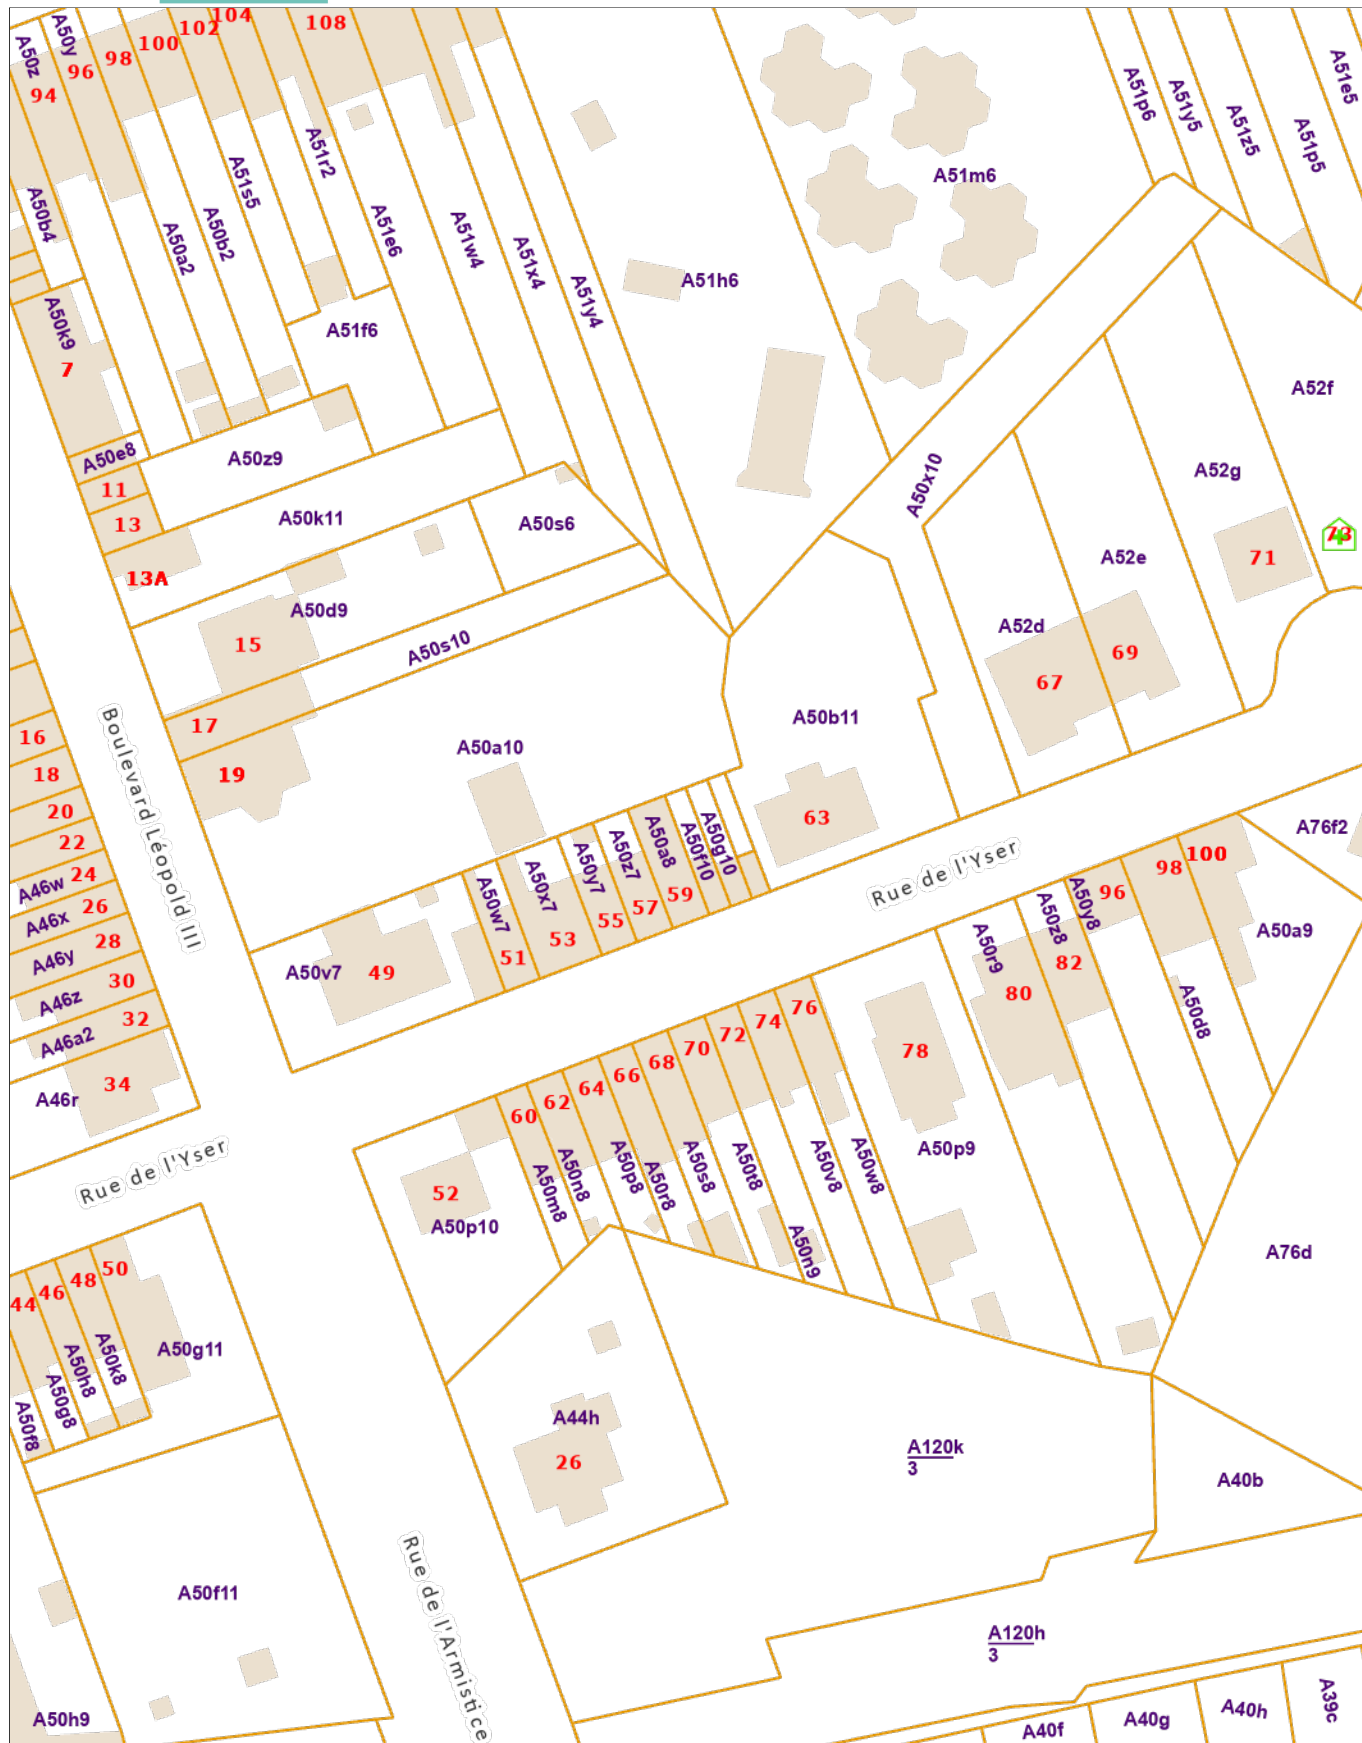 104
102
108
100
98
96
94
A50z
A50y
A51p6
A51y5
A51z5
A51p5
A51e5
A51r2
A51s5
A51m6
A50b4
A50a2
A50b2
A51e6
A51w4
A51x4
A51y4
A51h6
A50k9
7
A51f6
A52f
A50e8
A50z9
11
13
13A
A50k11
A50s6
A50x10
A52g
73
71
A52e
A50d9
15
A50s10
A52d
67
69
17
19
A50a10
A50b11
63
Boulevard Léopold III
16
18
20
22
24
A46w
26
A46x
28
A46y
30
A46z
32
A46a2
34
A46r
A50v7
49
A50w7
51
A50x7
53
A50y7
55
A50z7
57
A50a8
59
A50f10
A50g10
Rue de l'Yser
A76f2
100
98
96
A50y8
A50z8
82
A50r9
80
A50a9
A50d8
78
A50p9
76
74
72
70
68
66
64
62
60
A50m8
A50n8
A50p8
A50r8
A50s8
A50t8
A50n9
A50v8
A50w8
Rue de l'Yser
52
A50p10
A76d
44
46
48
50
A50f8
A50g8
A50h8
A50k8
A50g11
A44h
26
A120k
3
A40b
A50f11
Rue de l'Armistice
A120h
3
A50h9
A40f
A40g
A40h
A39c